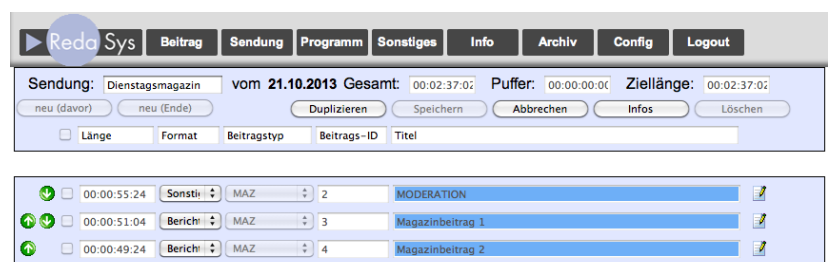 RedaSys Beitrag Sendung Programm Sonstiges Info Archiv Config Logout
Sendung: Dienstagsmagazin vom 21.10.2013 Gesamt: 00:02:37:02 Puffer: 00:00:00:00 Ziellänge: 00:02:37:02
neu (davor) neu (Ende) Duplizieren Speichern Abbrechen Infos Löschen
Länge Format Beitragstyp Beitrags-ID Titel
00:00:55:24 Sonsti MAZ 2 MODERATION
00:00:51:04 Berich MAZ 3 Magazinbeitrag 1
00:00:49:24 Berich MAZ 4 Magazinbeitrag 2